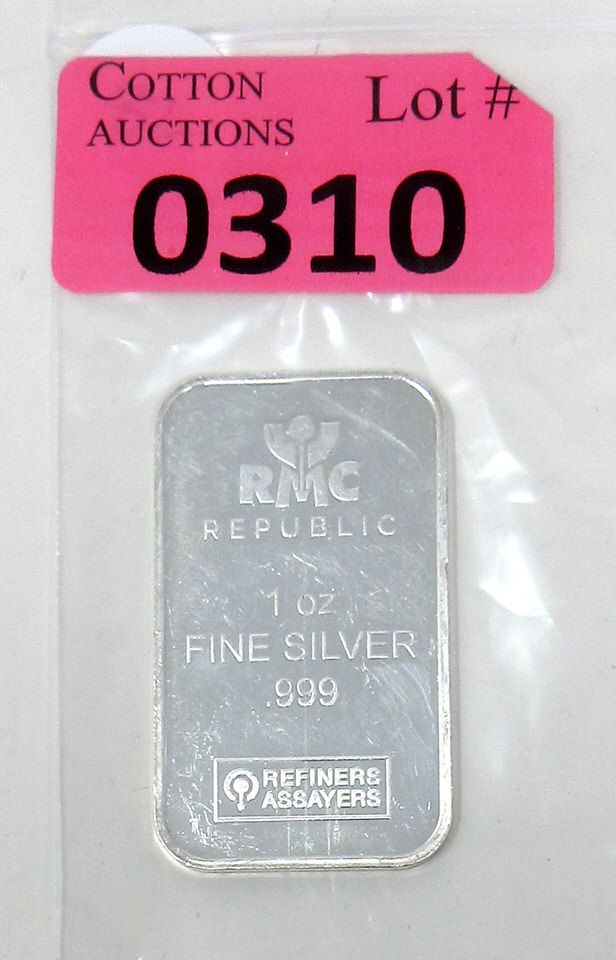 COTTON
AUCTIONS
Lot #
0310
RMC
REPUBLIC
1 oz
FINE SILVER
.999
REFINERS
ASSAYERS